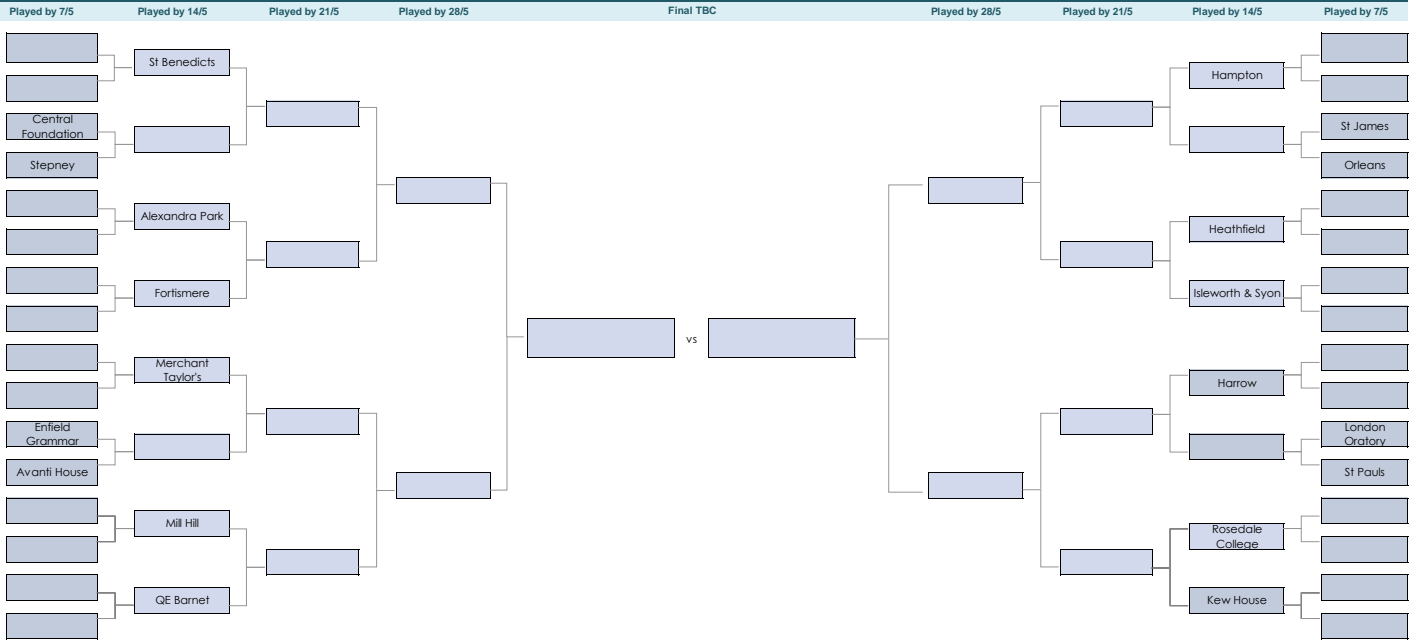 Played by 7/5 Played by 14/5 Played by 21/5 Played by 28/5 Final TBC Played by 28/5 Played by 21/5 Played by 14/5 Played by 7/5
St Benedicts
Hampton
Central
Foundation
St James
Stepney
Orleans
Alexandra Park
Heathfield
Fortismere
Isleworth & Syon
vs
Merchant
Taylor's
Harrow
Enfield
Grammar
London
Oratory
Avanti House
St Pauls
Mill Hill
Rosedale
College
QE Barnet
Kew House